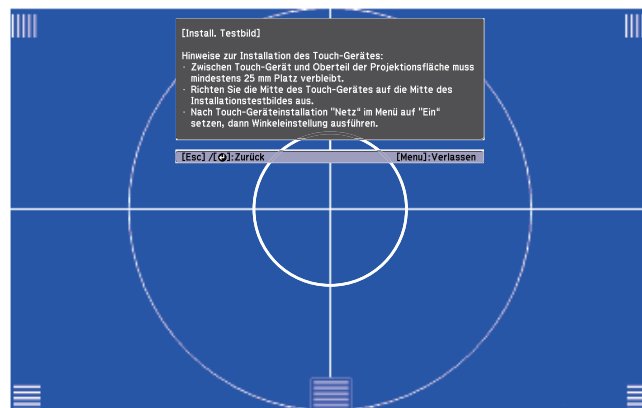 [Install. Testbild]
Hinweise zur Installation des Touch-Gerätes:
· Zwischen Touch-Gerät und Oberteil der Projektionsfläche muss
mindestens 25 mm Platz verbleibt.
· Richten Sie die Mitte des Touch-Gerätes auf die Mitte des
Installationstestbildes aus.
· Nach Touch-Geräteinstallation "Netz" im Menü auf "Ein"
setzen, dann Winkeleinstellung ausführen.
[Esc] /[⏎]:Zurück [Menu]:Verlassen